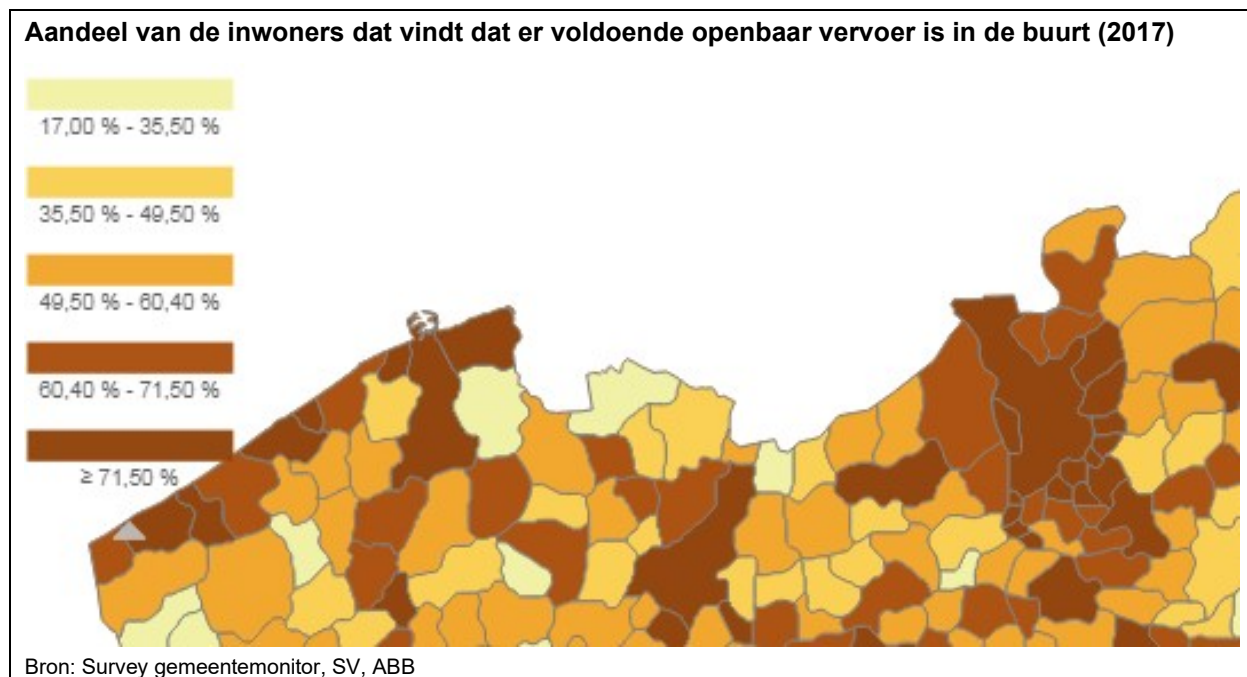 Aandeel van de inwoners dat vindt dat er voldoende openbaar vervoer is in de buurt (2017)
17,00 % - 35,50 %
35,50 % - 49,50 %
49,50 % - 60,40 %
60,40 % - 71,50 %
≥ 71,50 %
Bron: Survey gemeentemonitor, SV, ABB